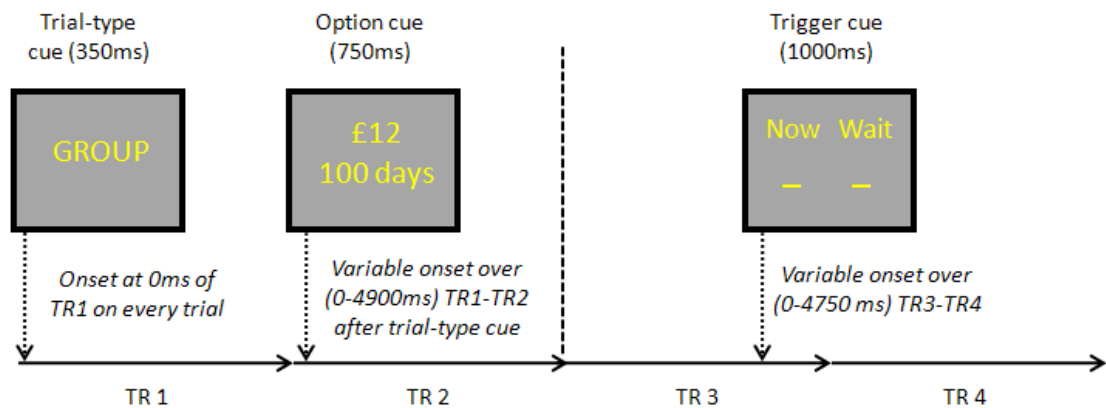 Trial-type
cue (350ms)
Option cue
(750ms)
Trigger cue
(1000ms)
GROUP
£12
100 days
Now Wait
_ _
Onset at 0ms of
TR1 on every trial
Variable onset over
(0-4900ms) TR1-TR2
after trial-type cue
Variable onset over
(0-4750 ms) TR3-TR4
TR 1
TR 2
TR 3
TR 4